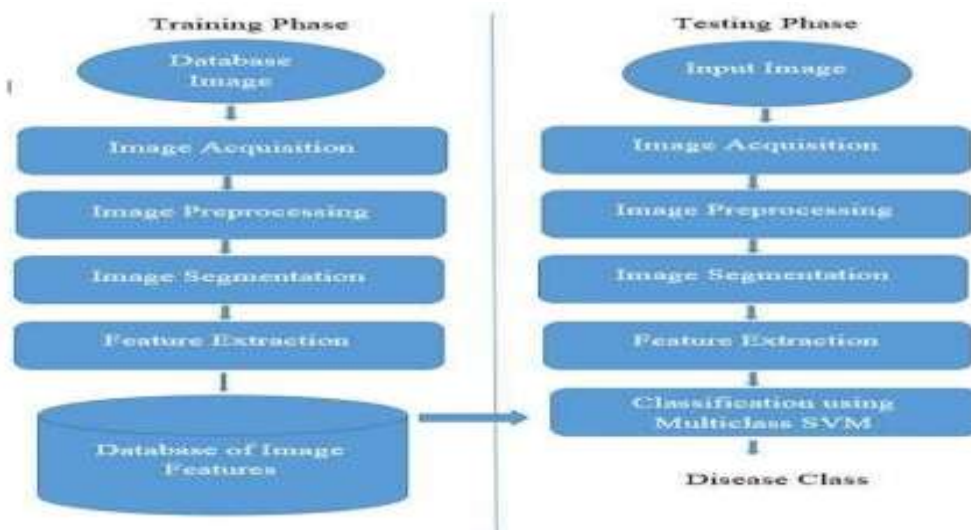 Training Phase
Database
Image
Image Acquisition
Image Preprocessing
Image Segmentation
Feature Extraction
Database of Image
Features
Testing Phase
Input Image
Image Acquisition
Image Preprocessing
Image Segmentation
Feature Extraction
Classification using
Multiclass SVM
Disease Class